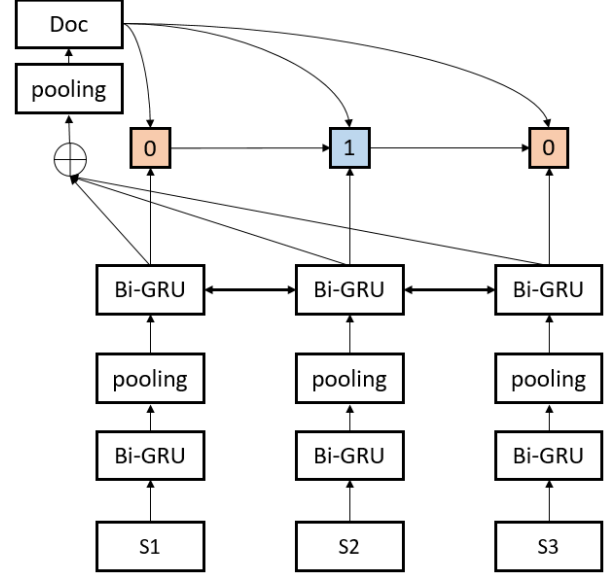 Doc
pooling
0 1 0
Bi-GRU Bi-GRU Bi-GRU
pooling pooling pooling
Bi-GRU Bi-GRU Bi-GRU
S1 S2 S3